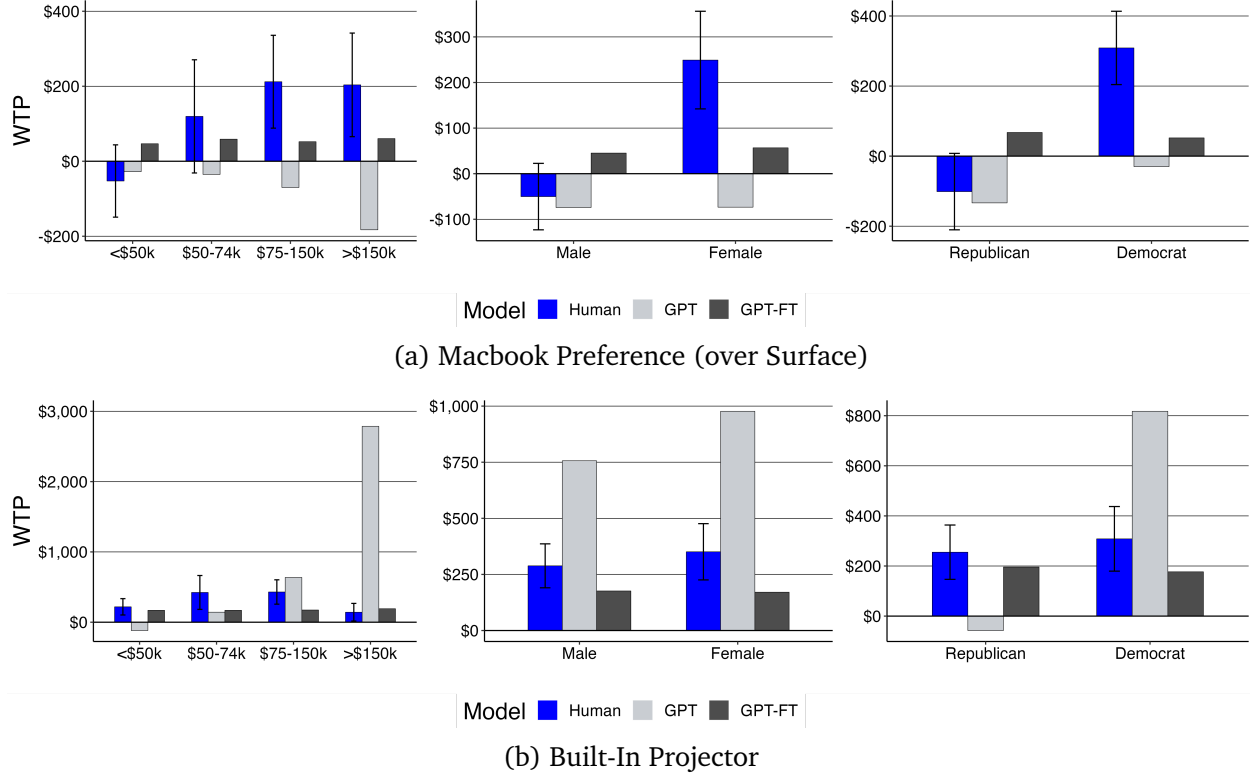 WTP
$400
$200
$0
-$200
<$50k $50-74k $75-150k >$150k
$300
$200
$100
$0
-$100
Male Female
$400
$200
$0
-$200
Republican Democrat
Model Human GPT GPT-FT
(a) Macbook Preference (over Surface)
WTP
$3,000
$2,000
$1,000
$0
<$50k $50-74k $75-150k >$150k
$1,000
$750
$500
$250
$0
Male Female
$800
$600
$400
$200
$0
Republican Democrat
Model Human GPT GPT-FT
(b) Built-In Projector